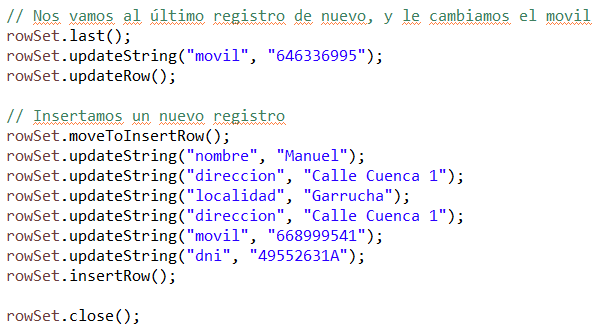 // Nos vamos al último registro de nuevo, y le cambiamos el movil
rowSet.last();
rowSet.updateString("movil", "646336995");
rowSet.updateRow();
// Insertamos un nuevo registro
rowSet.moveToInsertRow();
rowSet.updateString("nombre", "Manuel");
rowSet.updateString("direccion", "Calle Cuenca 1");
rowSet.updateString("localidad", "Garrucha");
rowSet.updateString("direccion", "Calle Cuenca 1");
rowSet.updateString("movil", "668999541");
rowSet.updateString("dni", "49552631A");
rowSet.insertRow();
rowSet.close();